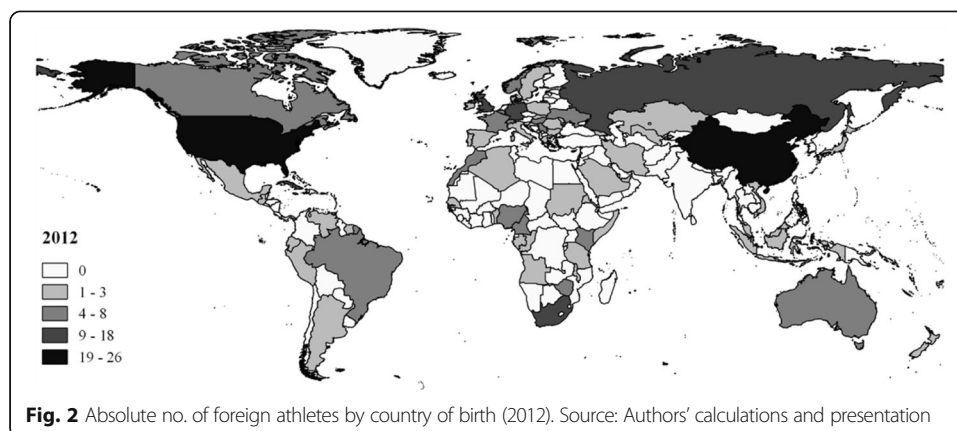 2012
0
1 - 3
4 - 8
9 - 18
19 - 26
Fig. 2 Absolute no. of foreign athletes by country of birth (2012). Source: Authors’ calculations and presentation